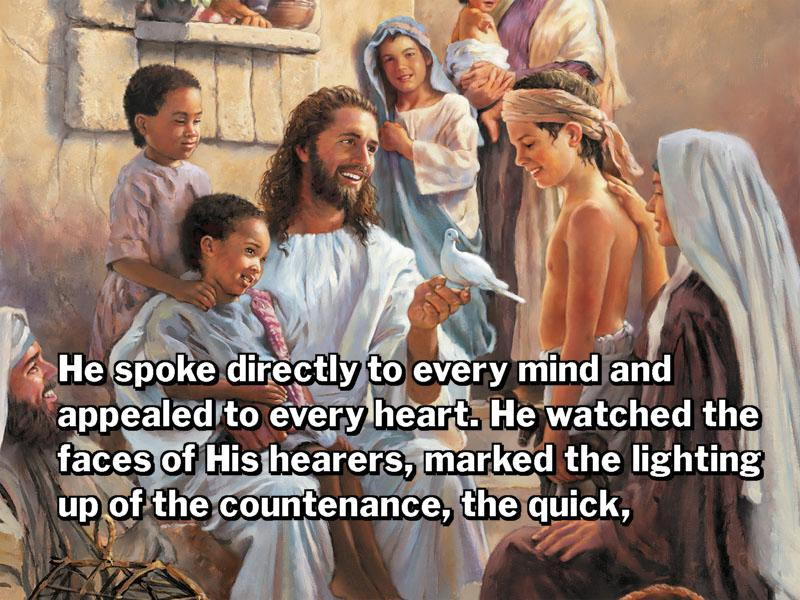 He spoke directly to every mind and
appealed to every heart. He watched the
faces of His hearers, marked the lighting
up of the countenance, the quick,